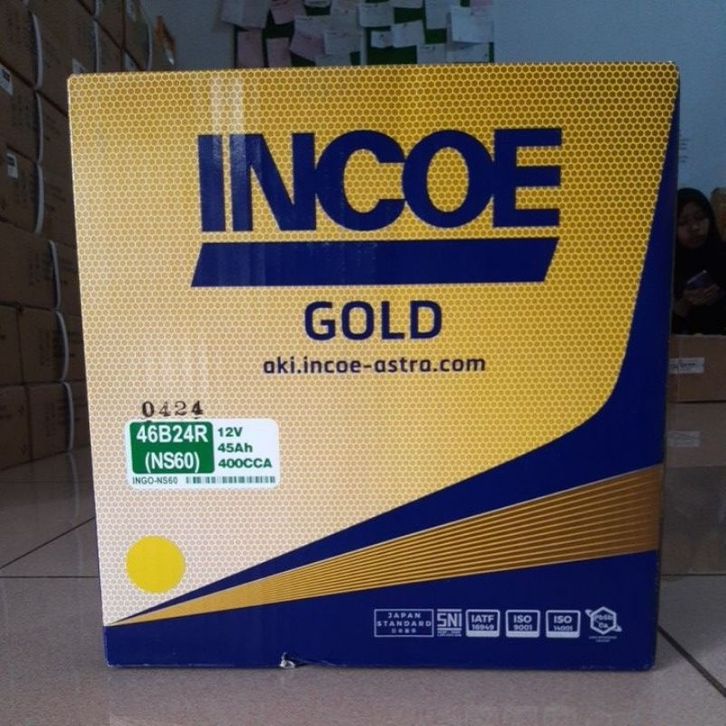 INCOE
GOLD
aki.incoe-astra.com
0424
46B24R
(NS60)
12V
45Ah
400CCA
INGO-NS60
JAPAN
STANDARD
SNI
IATF
16949
ISO
9001
ISO
14001